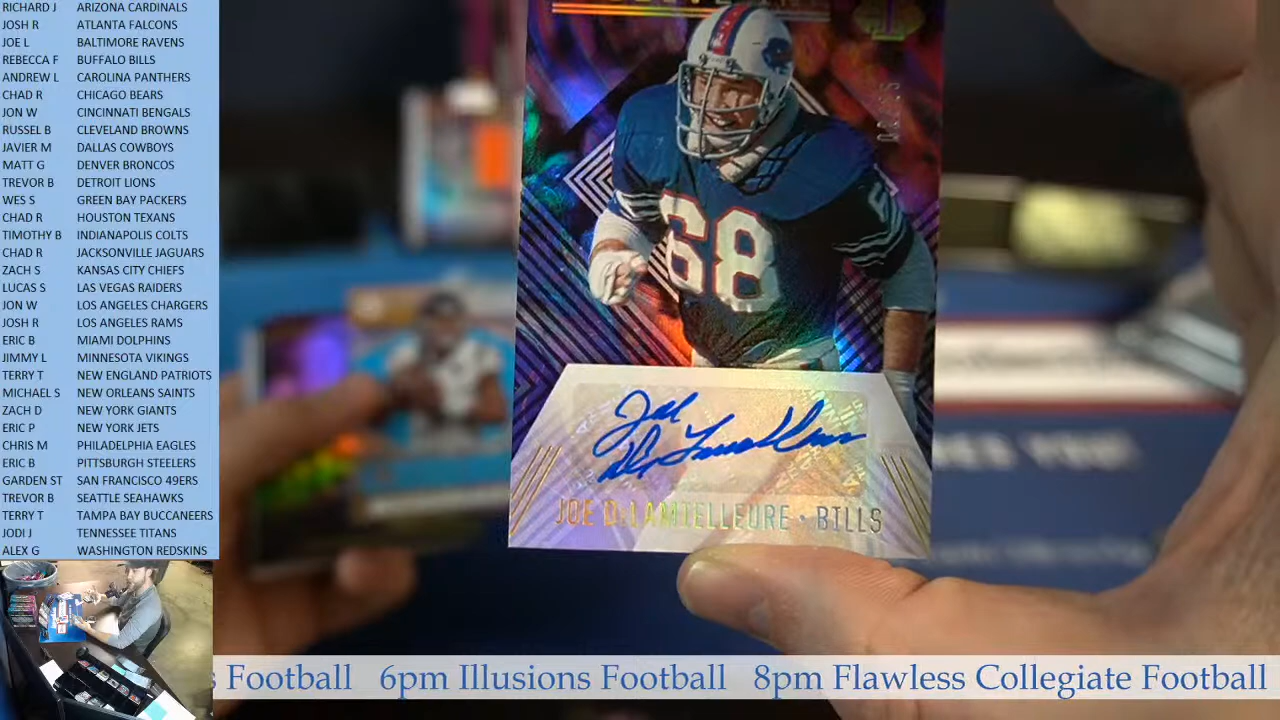 RICHARD J ARIZONA CARDINALS
JOSH R ATLANTA FALCONS
JOE L BALTIMORE RAVENS
REBECCA F BUFFALO BILLS
ANDREW L CAROLINA PANTHERS
CHAD R CHICAGO BEARS
JON W CINCINNATI BENGALS
RUSSEL B CLEVELAND BROWNS
JAVIER M DALLAS COWBOYS
MATT G DENVER BRONCOS
TREVOR B DETROIT LIONS
WES S GREEN BAY PACKERS
CHAD R HOUSTON TEXANS
TIMOTHY B INDIANAPOLIS COLTS
CHAD R JACKSONVILLE JAGUARS
ZACH S KANSAS CITY CHIEFS
LUCAS S LAS VEGAS RAIDERS
JON W LOS ANGELES CHARGERS
JOSH R LOS ANGELES RAMS
ERIC B MIAMI DOLPHINS
JIMMY L MINNESOTA VIKINGS
TERRY T NEW ENGLAND PATRIOTS
MICHAEL S NEW ORLEANS SAINTS
ZACH D NEW YORK GIANTS
ERIC P NEW YORK JETS
CHRIS M PHILADELPHIA EAGLES
ERIC B PITTSBURGH STEELERS
GARDEN ST SAN FRANCISCO 49ERS
TREVOR B SEATTLE SEAHAWKS
TERRY T TAMPA BAY BUCCANEERS
JODI J TENNESSEE TITANS
ALEX G WASHINGTON REDSKINS
68
JOE DeLAMIELLEURE • BILLS
s Football 6pm Illusions Football 8pm Flawless Collegiate Football